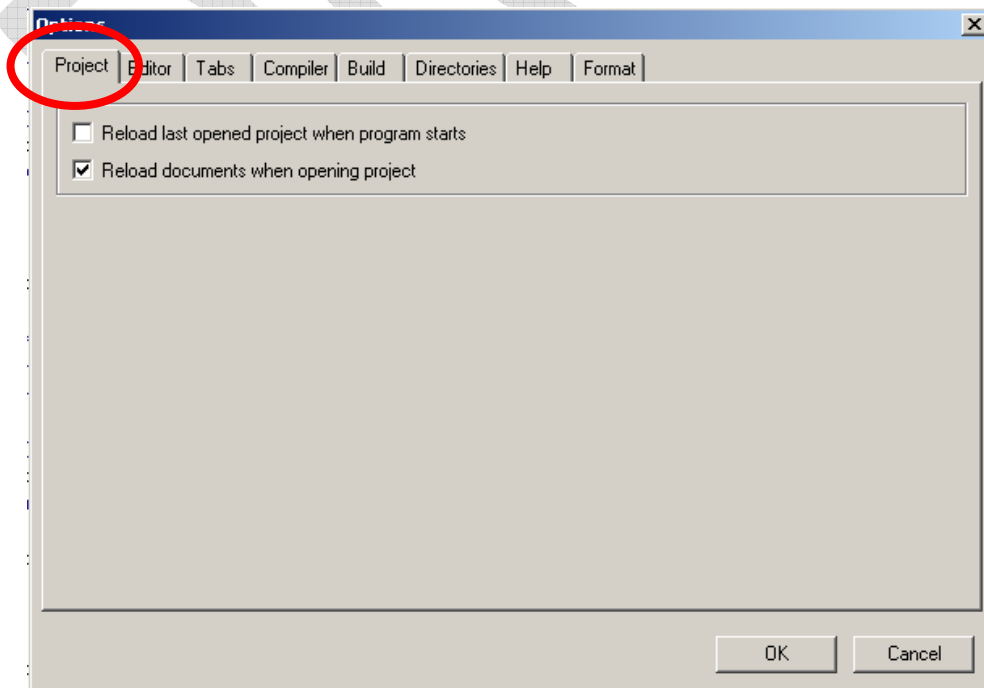 Options
Project Editor Tabs Compiler Build Directories Help Format
Reload last opened project when program starts
Reload documents when opening project
OK Cancel